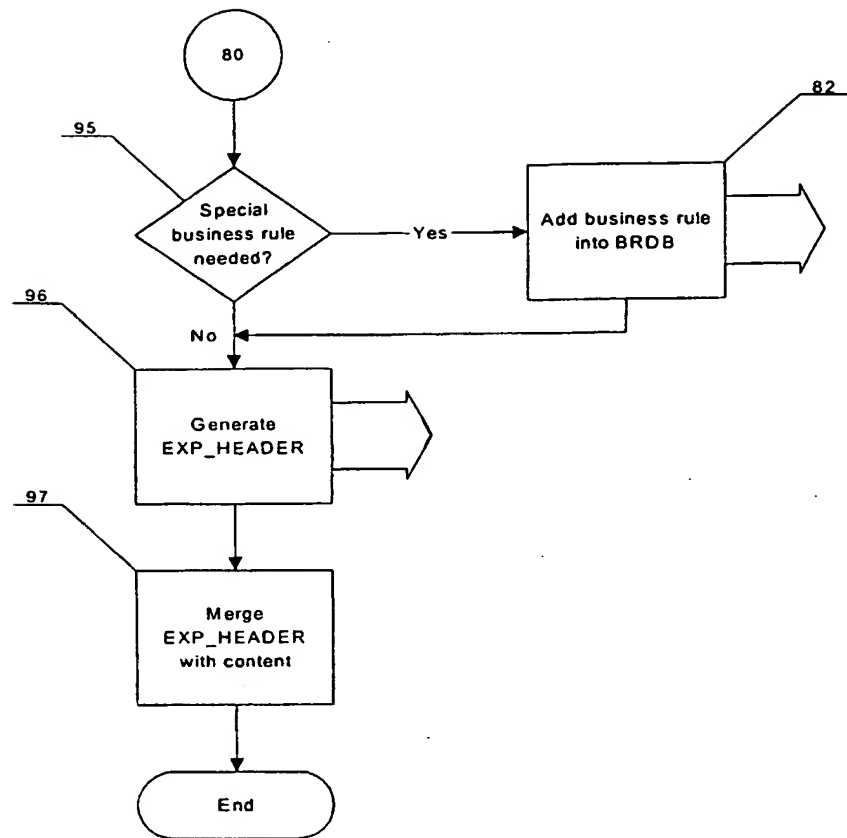 80
82
95
Special
business rule
needed?
Yes
Add business rule
into BRDB
96
No
Generate
EXP_HEADER
97
Merge
EXP_HEADER
with content
End